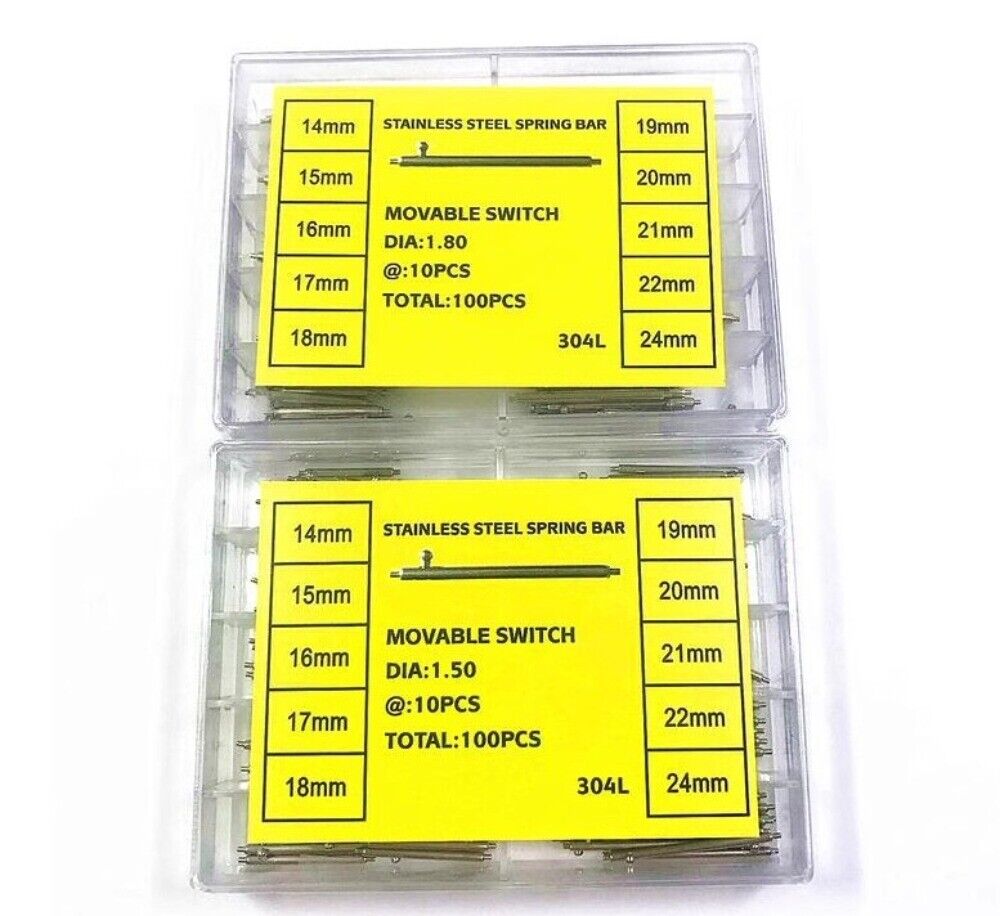 14mm
15mm
16mm
17mm
18mm
STAINLESS STEEL SPRING BAR
MOVABLE SWITCH
DIA:1.80
@:10PCS
TOTAL:100PCS
304L
19mm
20mm
21mm
22mm
24mm
14mm
15mm
16mm
17mm
18mm
STAINLESS STEEL SPRING BAR
MOVABLE SWITCH
DIA:1.50
@:10PCS
TOTAL:100PCS
304L
19mm
20mm
21mm
22mm
24mm